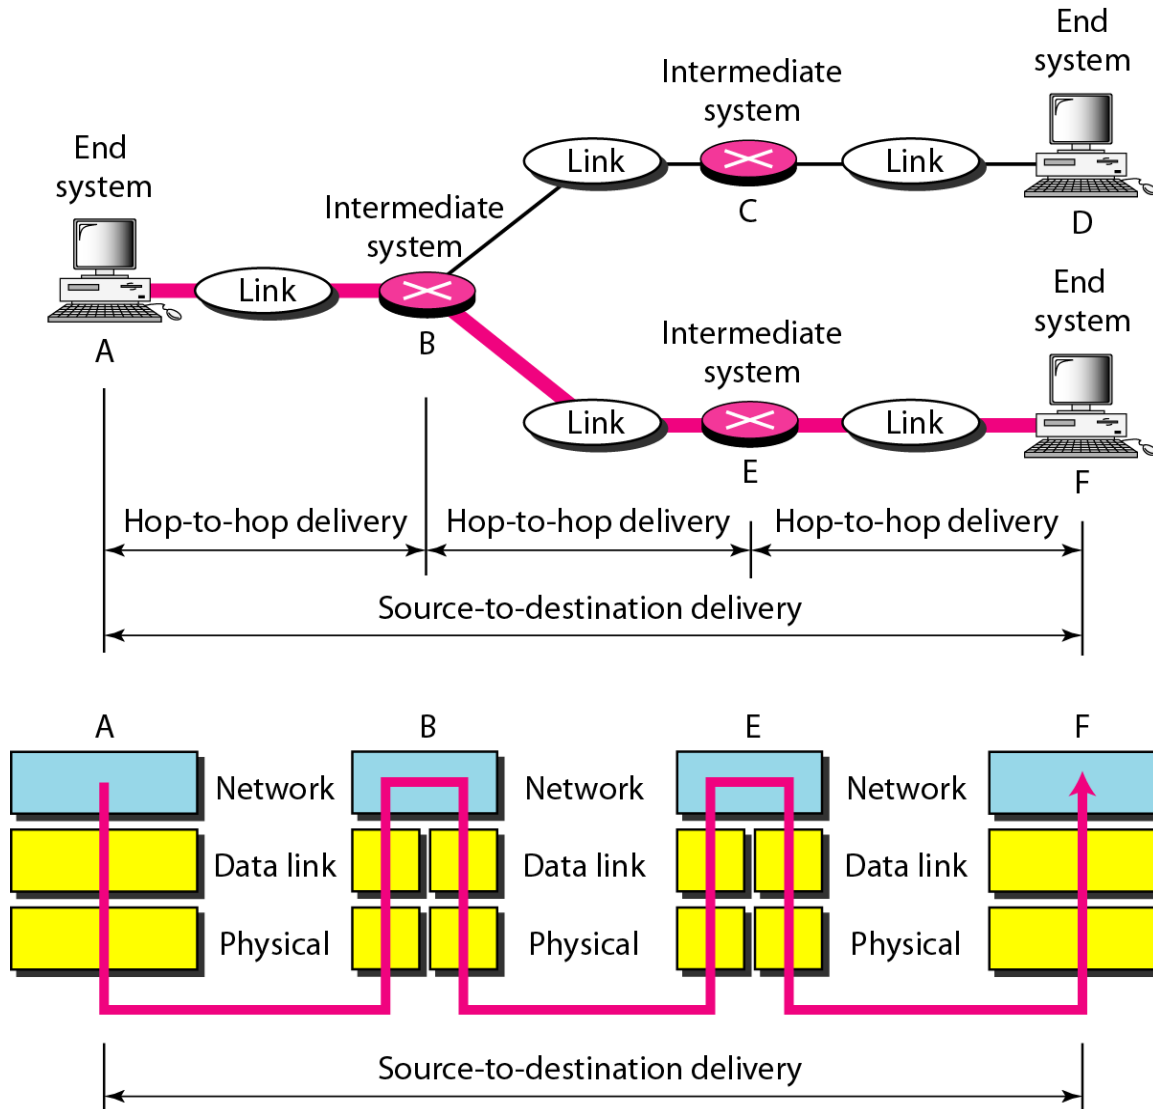 End
system
Intermediate
system
Link
Link
C
D
End
system
Intermediate
system
Link
A
B
End
system
Intermediate
system
Link
Link
E
F
Hop-to-hop delivery
Hop-to-hop delivery
Hop-to-hop delivery
Source-to-destination delivery
A
B
E
F
Network
Network
Network
Data link
Data link
Data link
Physical
Physical
Physical
Source-to-destination delivery